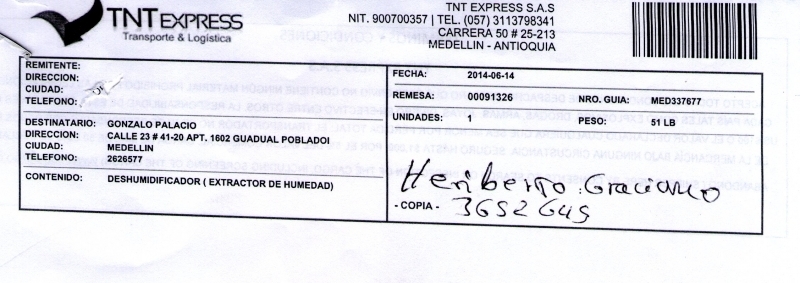 TNT EXPRESS
Transporte & Logística
TNT EXPRESS S.A.S
NIT. 900700357 | TEL. (057) 3113798341
CARRERA 50 # 25-213
MEDELLIN - ANTIOQUIA
REMITENTE:
DIRECCION:
CIUDAD:
TELEFONO:
FECHA: 2014-06-14
REMESA: 00091326 NRO. GUIA: MED337677
UNIDADES: 1 PESO: 51 LB
DESTINATARIO: GONZALO PALACIO
DIRECCION: CALLE 23 # 41-20 APT. 1602 GUADUAL POBLADOI
CIUDAD: MEDELLIN
TELEFONO: 2626577
CONTENIDO: DESHUMIDIFICADOR ( EXTRACTOR DE HUMEDAD)
Heriberto Graciano
- COPIA - 3652649